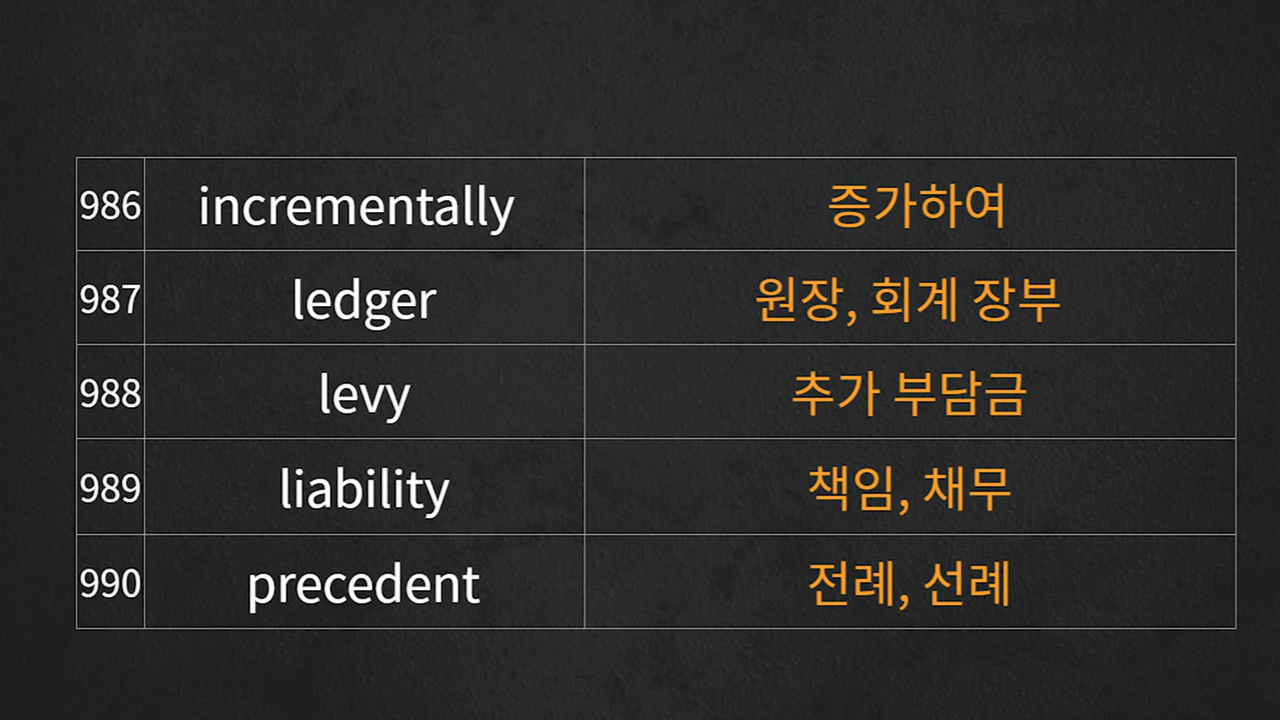 986 incrementally 증가하여
987 ledger 원장, 회계 장부
988 levy 추가 부담금
989 liability 책임, 채무
990 precedent 전례, 선례